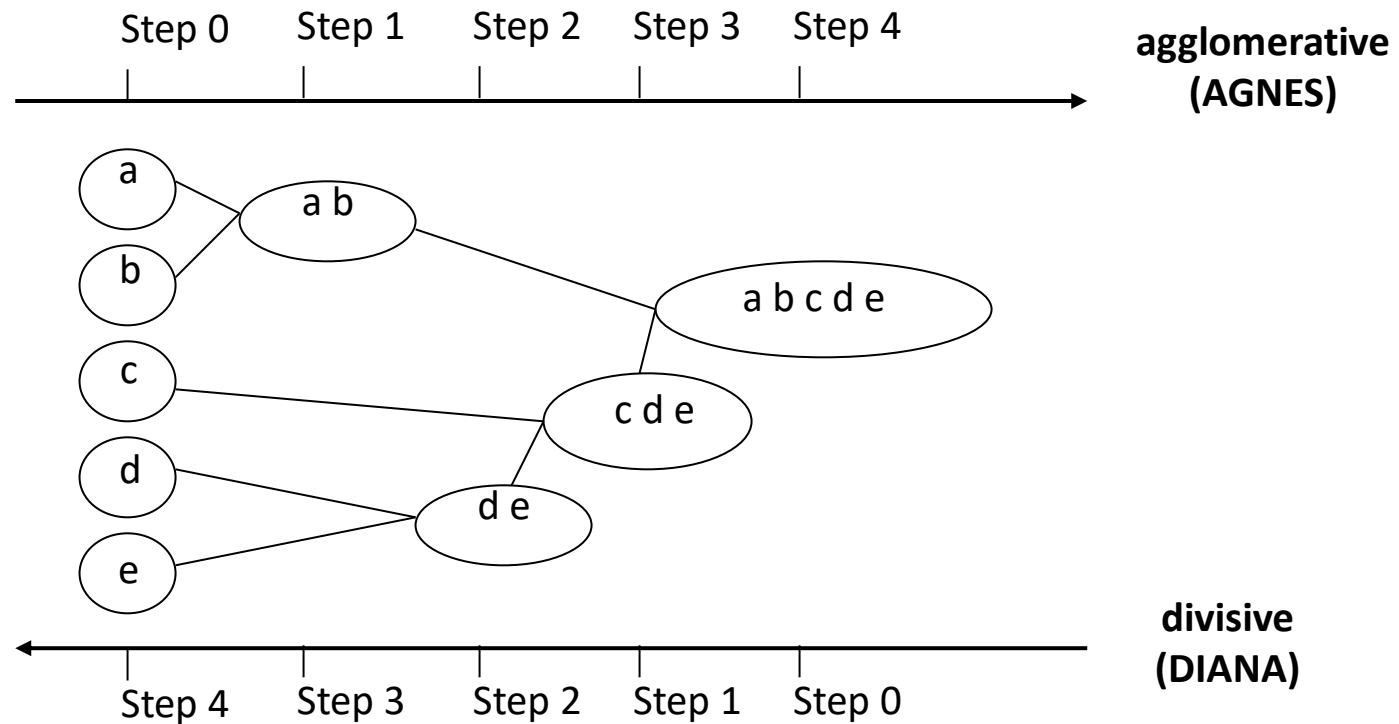 Step 0 Step 1 Step 2 Step 3 Step 4
agglomerative
(AGNES)
a
a b
b
a b c d e
c
c d e
d
d e
e
divisive
(DIANA)
Step 4 Step 3 Step 2 Step 1 Step 0